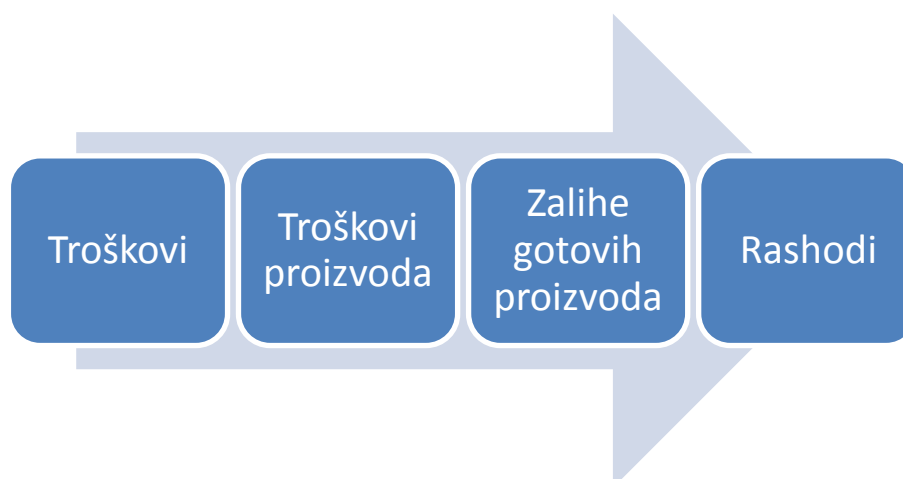 Troškovi
Troškovi
proizvoda
Zalihe
gotovih
proizvoda
Rashodi